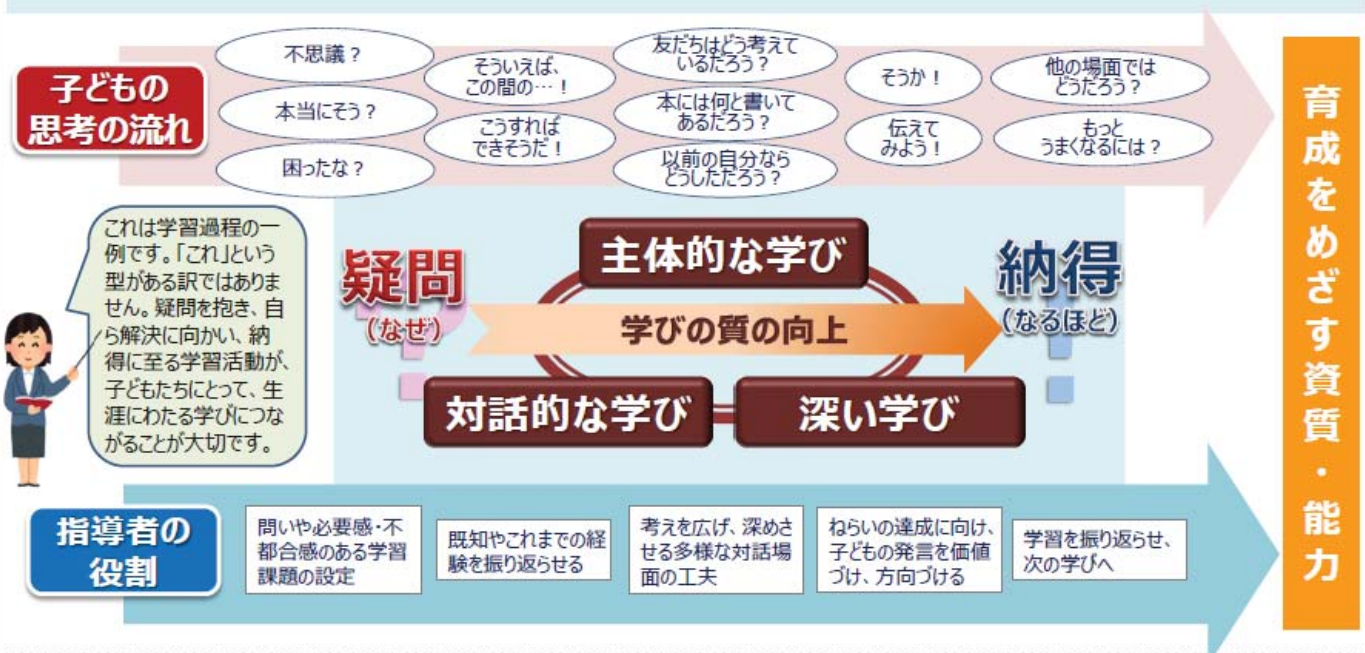 子どもの
思考の流れ
不思議？
本当にそう？
困ったな？
そういえば、
この間の…！
こうすれば
できそうだ！
友だちはどう考えて
いるだろう？
本には何と書いて
あるだろう？
以前の自分なら
どうしただろう？
そうか！
伝えて
みよう！
他の場面では
どうだろう？
もっと
うまくなるには？
育成をめざす資質・能力
これは学習過程の一
例です。「これ」という
型がある訳ではありま
せん。疑問を抱き、自
ら解決に向かい、納
得に至る学習活動が、
子どもたちにとって、生
涯にわたる学びにつな
がることが大切です。
疑問
（なぜ）
？
主体的な学び
学びの質の向上
対話的な学び
深い学び
納得
（なるほど）
！
指導者の
役割
問いや必要感・不
都合感のある学習
課題の設定
既知やこれまでの経
験を振り返らせる
考えを広げ、深めさ
せる多様な対話場
面の工夫
ねらいの達成に向け、
子どもの発言を価値
づけ、方向づける
学習を振り返らせ、
次の学びへ